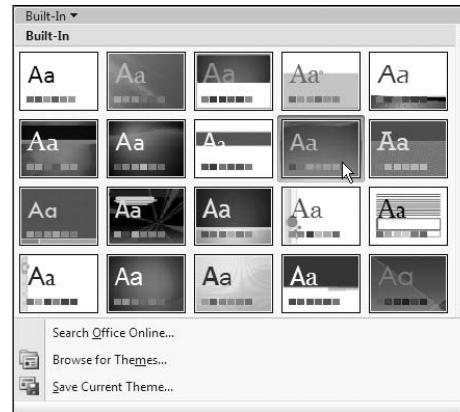 Built-In
Built-In
Aa Aa Aa Aa Aa
Aa Aa Aa Aa Aa
Aa Aa Aa Aa Aa
Aa Aa Aa Aa Aa
Search Office Online...
Browse for Themes...
Save Current Theme...